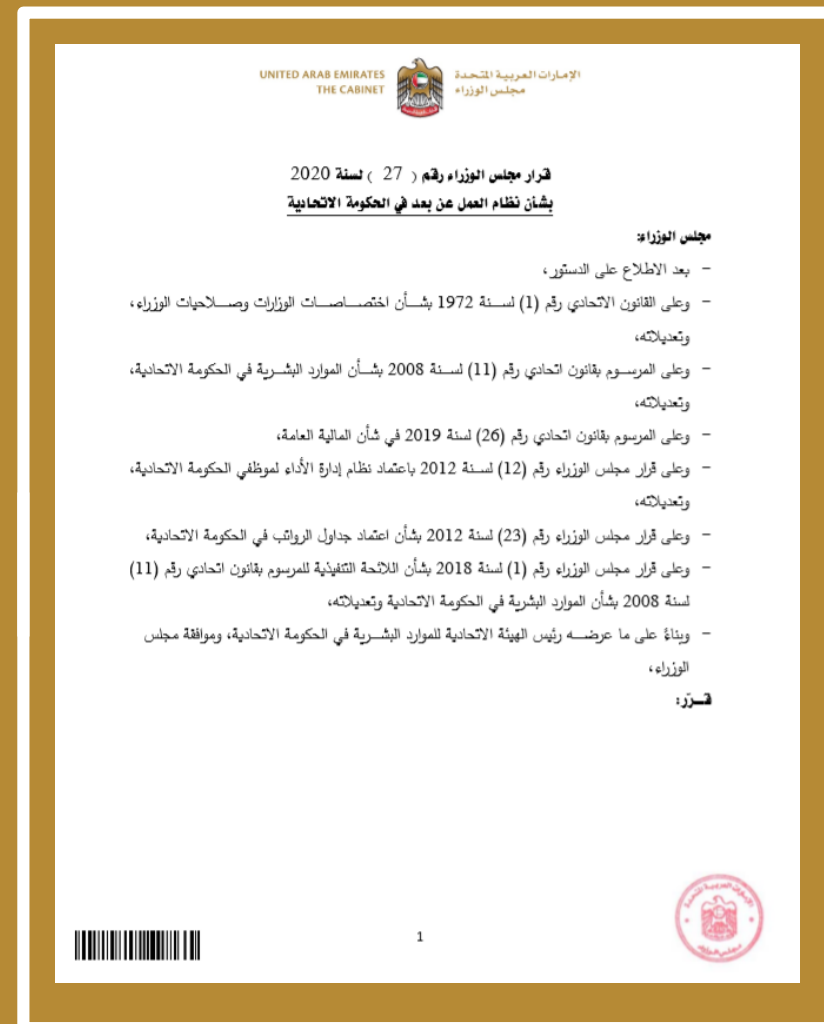 UNITED ARAB EMIRATES
THE CABINET
الإمارات العربية المتحدة
مجلس الوزراء
قرار مجلس الوزراء رقم ( 27 ) لسنة 2020
بشأن نظام العمل عن بعد في الحكومة الاتحادية
مجلس الوزراء:
- بعد الاطلاع على الدستور،
- وعلى القانون الاتحادي رقم (1) لسنة 1972 بشأن اختصاصات الوزارات وصلاحيات الوزراء،
وتعديلاته،
- وعلى المرسوم بقانون اتحادي رقم (11) لسنة 2008 بشأن الموارد البشرية في الحكومة الاتحادية،
وتعديلاته،
- وعلى المرسوم بقانون اتحادي رقم (26) لسنة 2019 في شأن المالية العامة،
- وعلى قرار مجلس الوزراء رقم (12) لسنة 2012 باعتماد نظام إدارة الأداء لموظفي الحكومة الاتحادية،
وتعديلاته،
- وعلى قرار مجلس الوزراء رقم (23) لسنة 2012 بشأن اعتماد جداول الرواتب في الحكومة الاتحادية،
- وعلى قرار مجلس الوزراء رقم (1) لسنة 2018 بشأن اللائحة التنفيذية للمرسوم بقانون اتحادي رقم (11)
لسنة 2008 بشأن الموارد البشرية في الحكومة الاتحادية وتعديلاته،
- وبناءً على ما عرضه رئيس الهيئة الاتحادية للموارد البشرية في الحكومة الاتحادية، وموافقة مجلس
الوزراء،
قرّر:
1
الإمارات العربية المتحدة
مجلس الوزراء